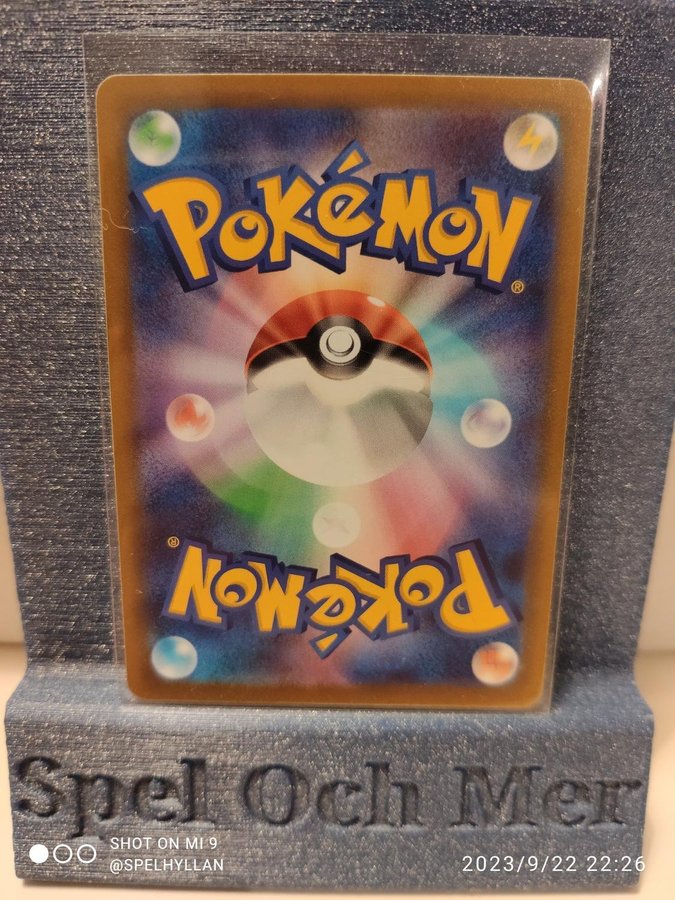 POKéMON
®
®
POKéMON
Spel Och Mer
SHOT ON MI 9
@SPELHYLLAN
2023/9/22 22:26